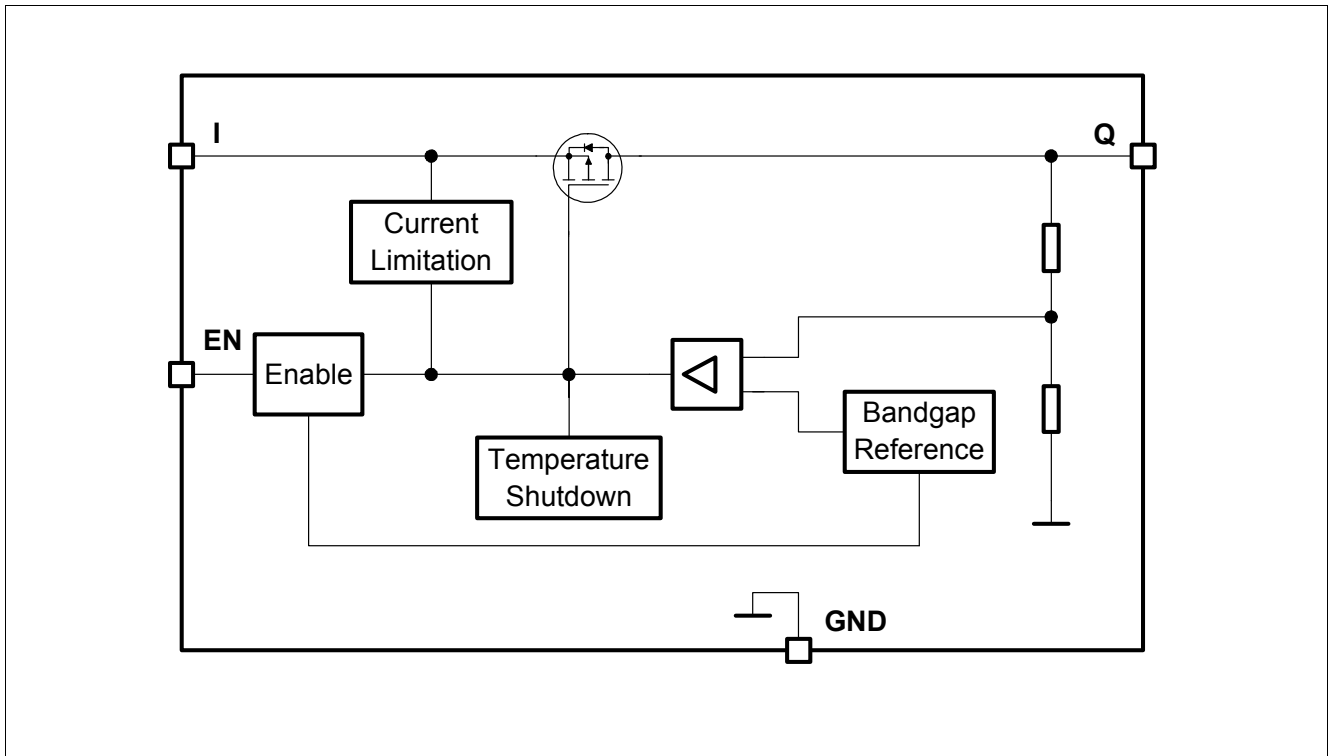 I
Q
Current
Limitation
EN
Enable
Bandgap
Reference
Temperature
Shutdown
GND